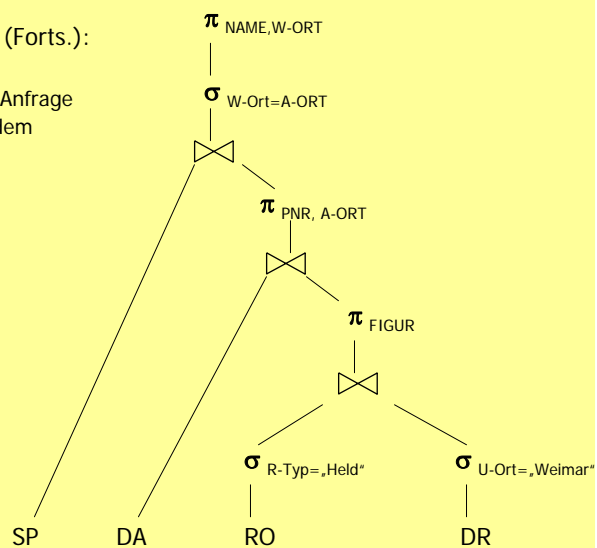 (Forts.):
π NAME,W-ORT
Anfrage
σ W-Ort=A-ORT
π PNR, A-ORT
π FIGUR
σ R-Typ=„Held“
σ U-Ort=„Weimar“
SP DA RO DR